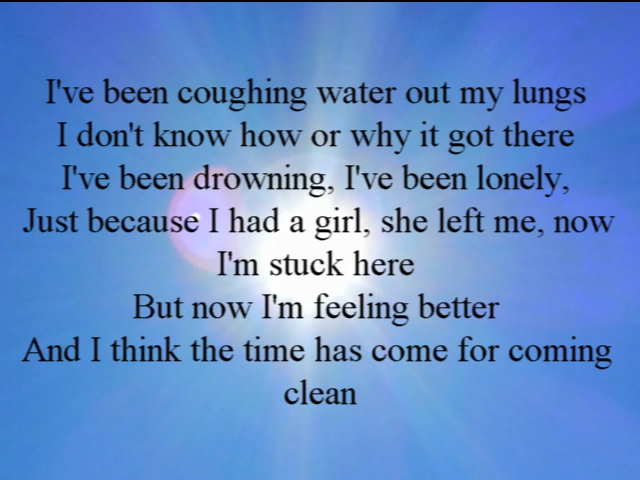 I've been coughing water out my lungs
I don't know how or why it got there
I've been drowning, I've been lonely,
Just because I had a girl, she left me, now
I'm stuck here
But now I'm feeling better
And I think the time has come for coming
clean